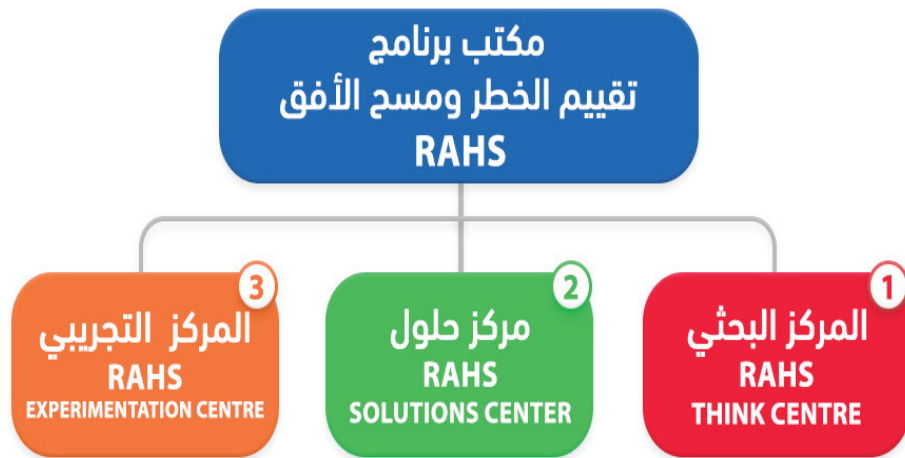 مكتب برنامج
تقييم الخطر ومسح الأفق
RAHS
1
المركز البحثي
RAHS
THINK CENTRE
2
مركز حلول
RAHS
SOLUTIONS CENTER
3
المركز التجريبي
RAHS
EXPERIMENTATION CENTRE